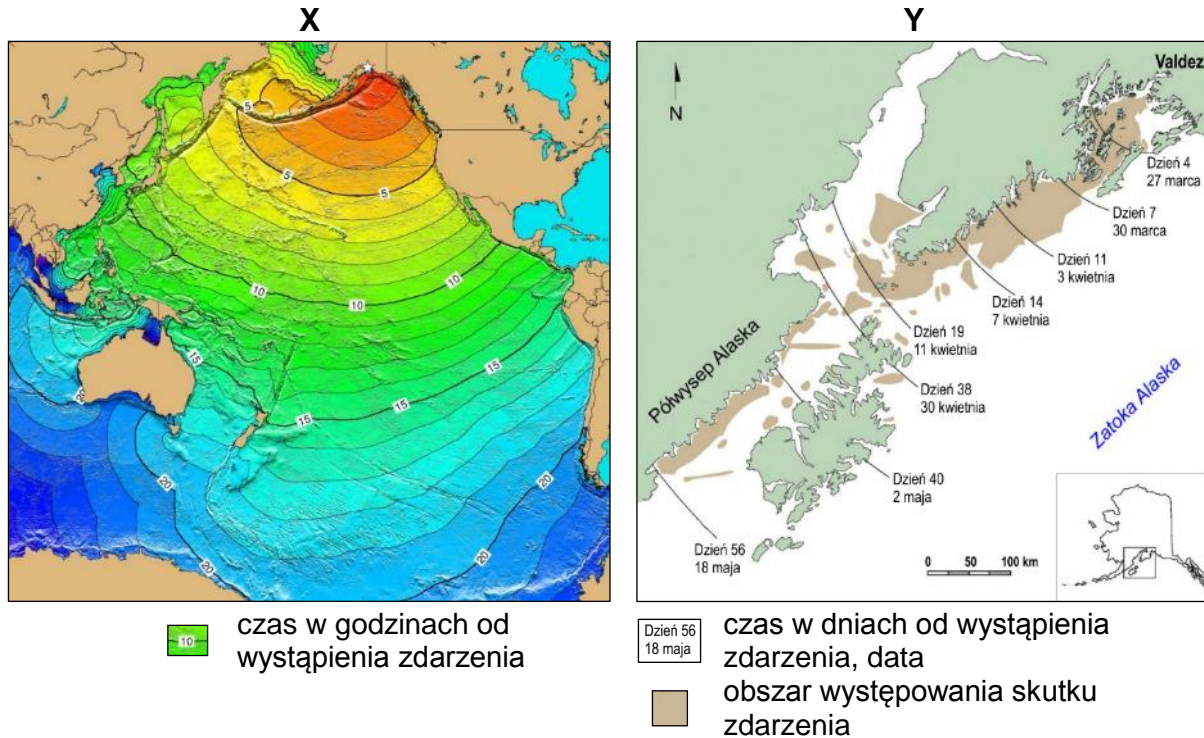 X
5
5
5
10
10
10
15
15
15
20
20
20
20
Y
Valdez
N
Dzień 4
27 marca
Dzień 7
30 marca
Dzień 11
3 kwietnia
Dzień 14
7 kwietnia
Dzień 19
11 kwietnia
Dzień 38
30 kwietnia
Dzień 40
2 maja
Dzień 56
18 maja
Półwysep Alaska
Zatoka Alaska
0 50 100 km
10
czas w godzinach od
wystąpienia zdarzenia
Dzień 56
18 maja
czas w dniach od wystąpienia
zdarzenia, data
obszar występowania skutku
zdarzenia